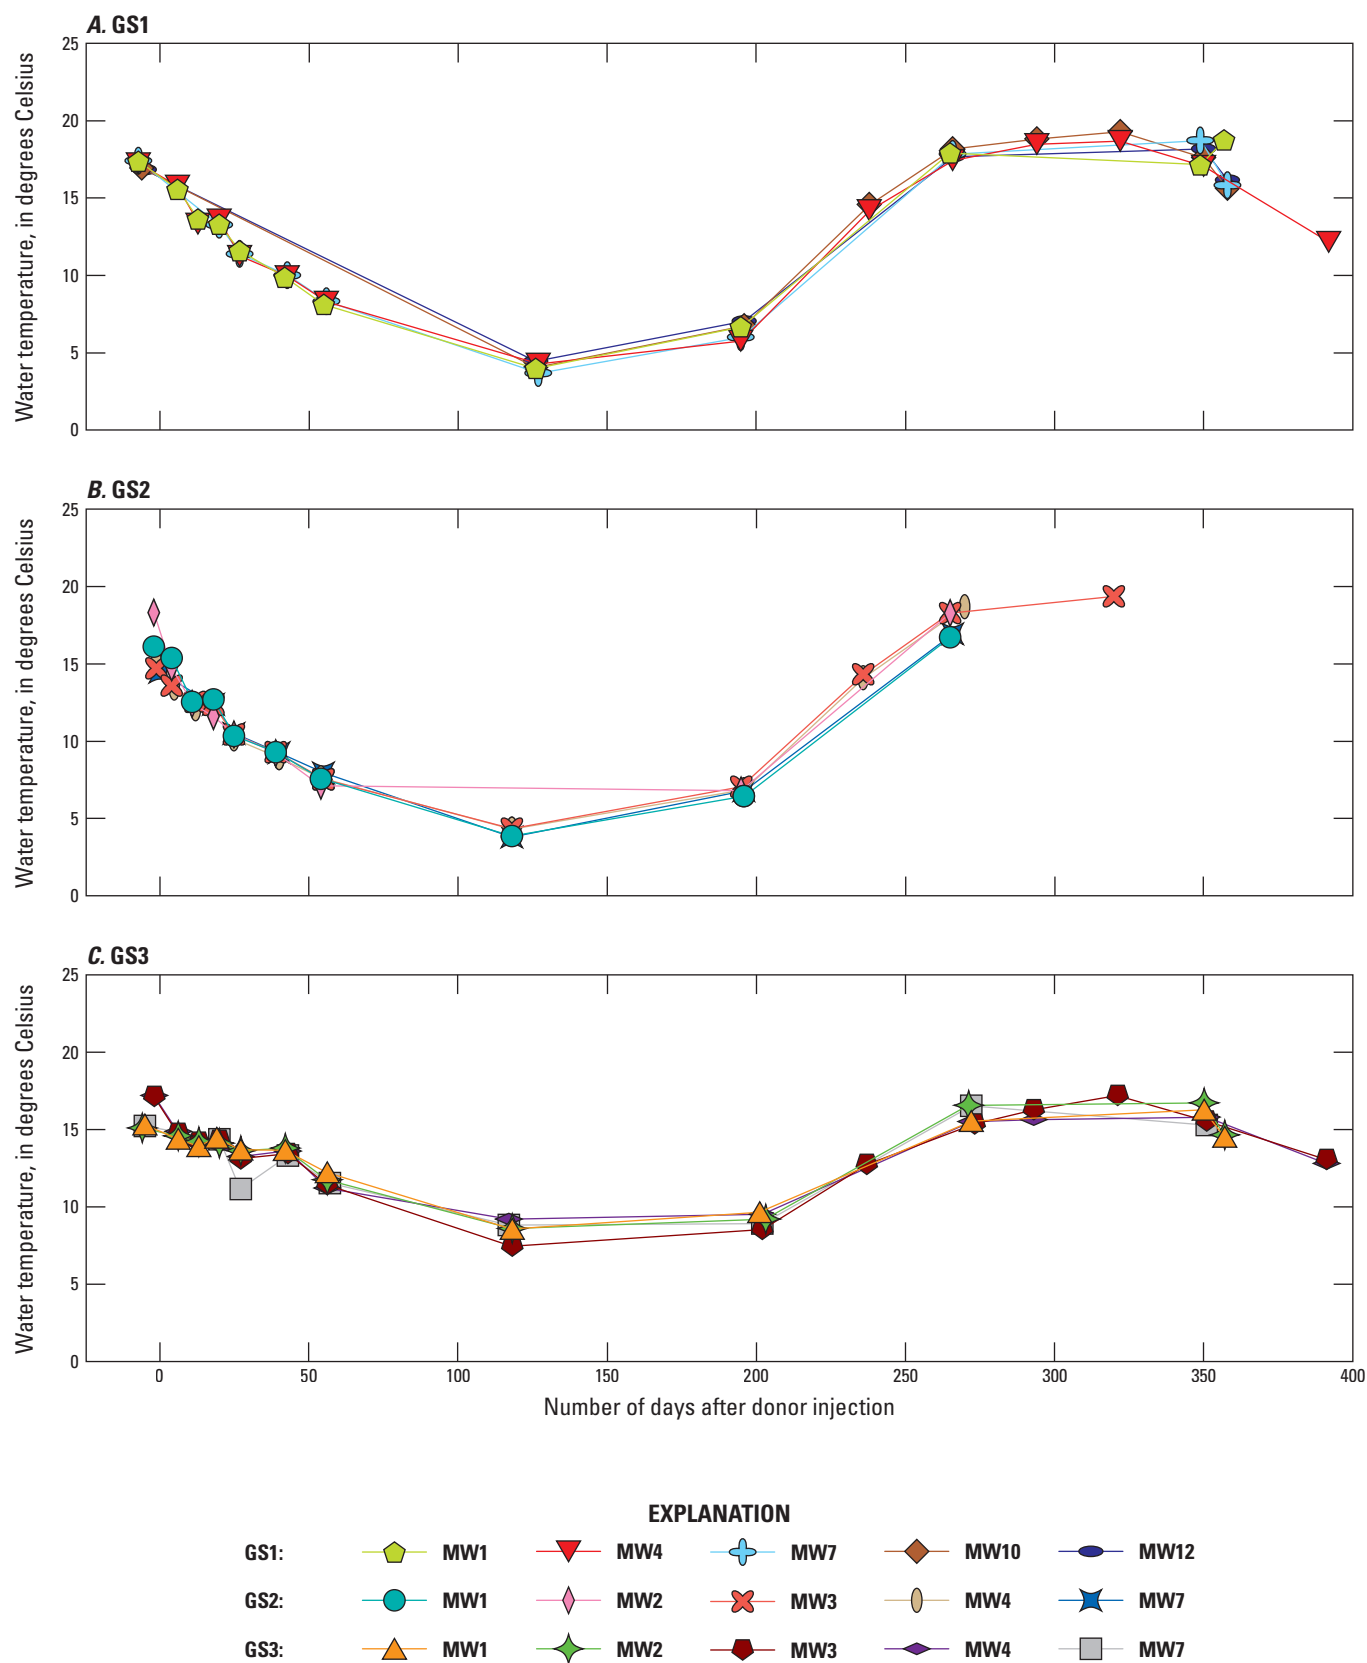 A. GS1
Water temperature, in degrees Celsius
25
20
15
10
5
0
B. GS2
Water temperature, in degrees Celsius
25
20
15
10
5
0
C. GS3
Water temperature, in degrees Celsius
25
20
15
10
5
0
0 50 100 150 200 250 300 350 400
Number of days after donor injection
EXPLANATION
GS1: MW1 MW4 MW7 MW10 MW12
GS2: MW1 MW2 MW3 MW4 MW7
GS3: MW1 MW2 MW3 MW4 MW7